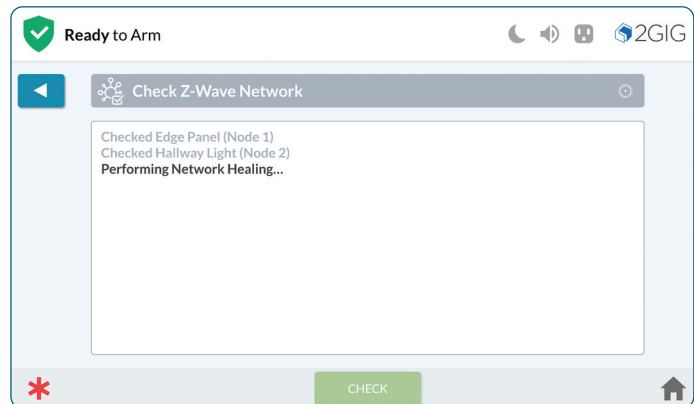 Ready to Arm
2GIG
Check Z-Wave Network
Checked Edge Panel (Node 1)
Checked Hallway Light (Node 2)
Performing Network Healing...
CHECK